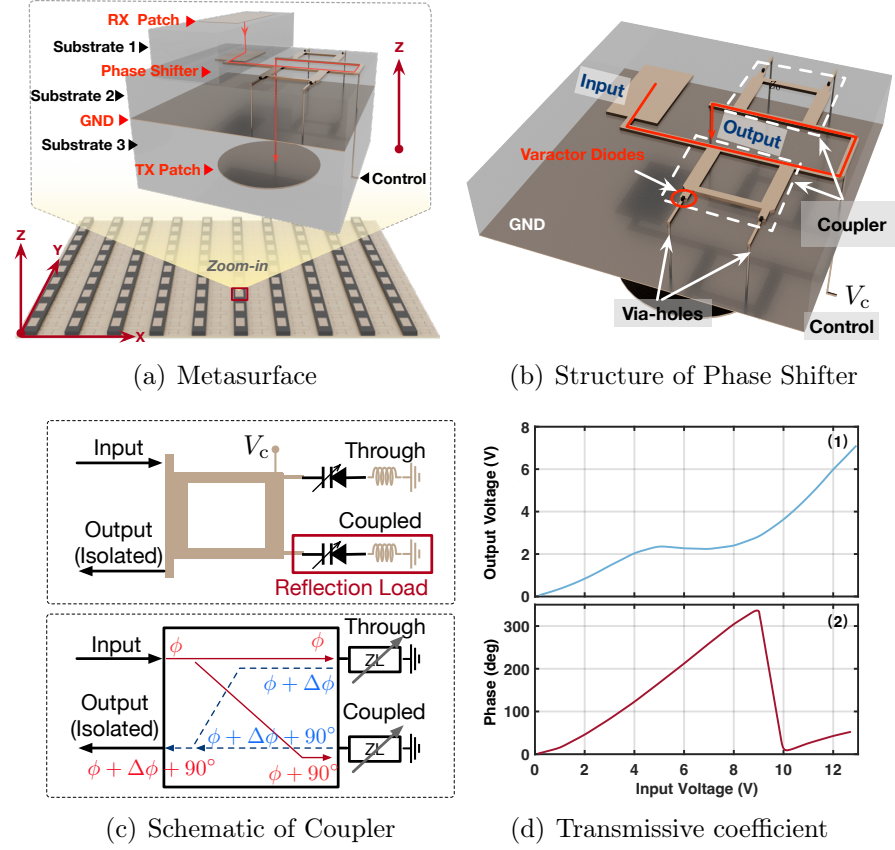 RX Patch
Substrate 1
Phase Shifter
Substrate 2
GND
Substrate 3
TX Patch
Control
Z
Z
Y
X
Zoom-in
(a) Metasurface
Input
Output
Varactor Diodes
GND
Coupler
Via-holes
Vc
Control
(b) Structure of Phase Shifter
Input
Vc
Through
Output
(Isolated)
Coupled
Reflection Load
Input
ϕ
ϕ
Through
ZL
ϕ + Δϕ
Output
(Isolated)
Coupled
ϕ + Δϕ + 90°
ZL
ϕ + Δϕ + 90°
ϕ + 90°
(c) Schematic of Coupler
(1)
Output Voltage (V)
8
6
4
2
0
(2)
Phase (deg)
300
200
100
0
0 2 4 6 8 10 12
Input Voltage (V)
(d) Transmissive coefficient